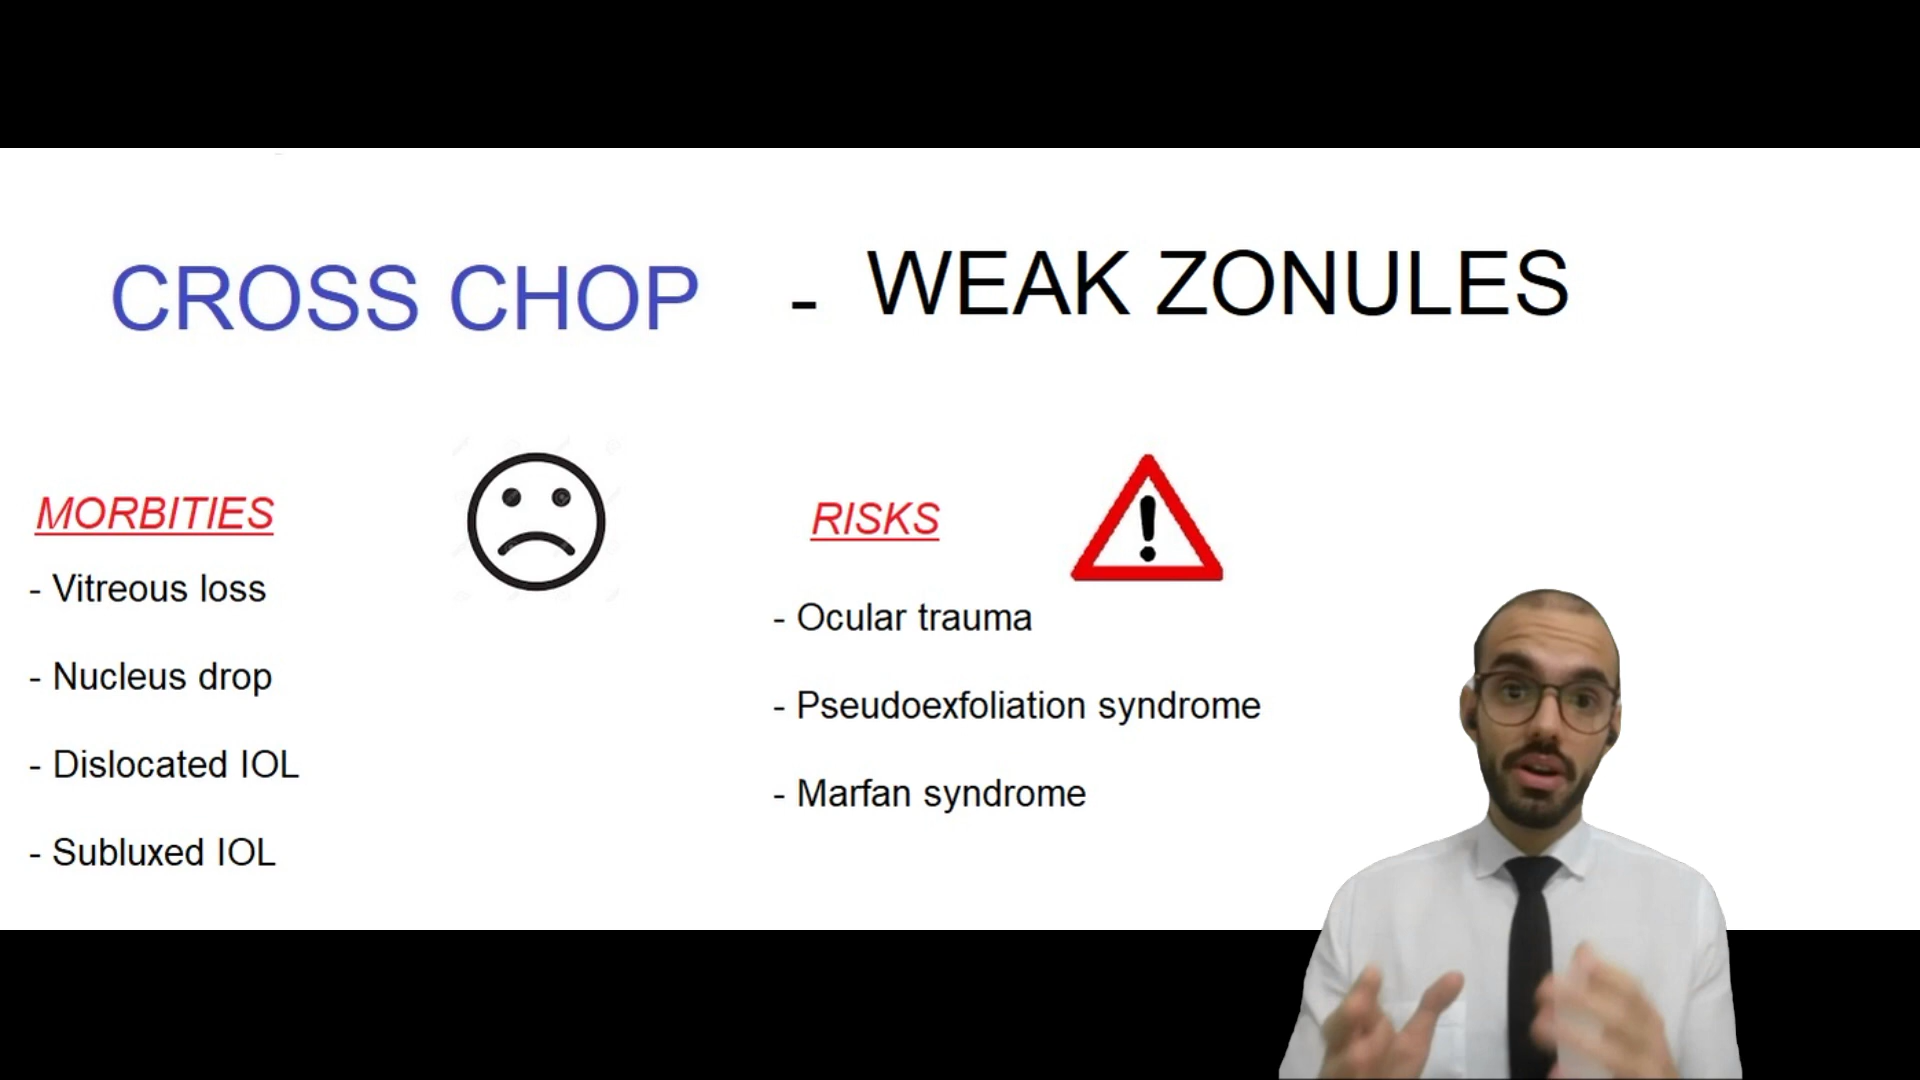 CROSS CHOP - WEAK ZONULES
MORBITIES
- Vitreous loss
- Nucleus drop
- Dislocated IOL
- Subluxed IOL
RISKS
- Ocular trauma
- Pseudoexfoliation syndrome
- Marfan syndrome